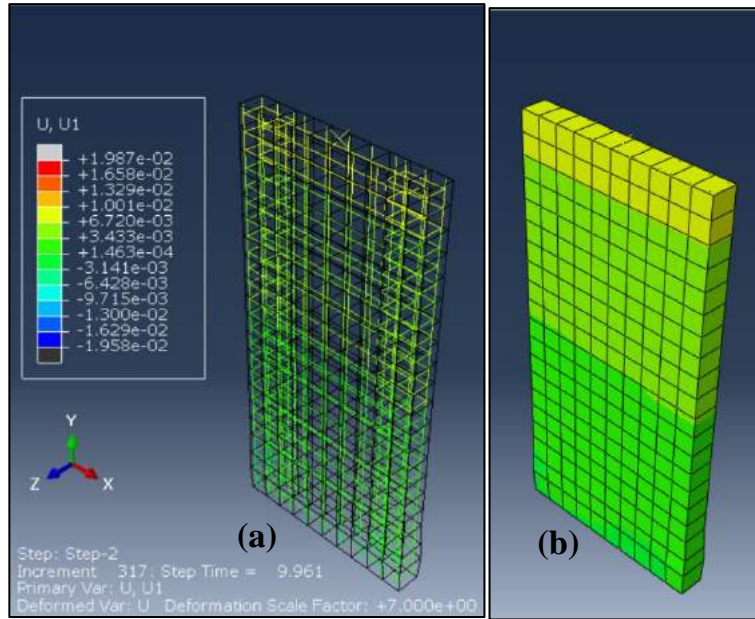 U, U1
+1.987e-02
+1.658e-02
+1.329e-02
+1.001e-02
+6.720e-03
+3.433e-03
+1.463e-04
-3.141e-03
-6.428e-03
-9.715e-03
-1.300e-02
-1.629e-02
-1.958e-02
Y
Z
X
(a)
(b)
Step: Step-2
Increment 317: Step Time = 9.961
Primary Var: U, U1
Deformed Var: U Deformation Scale Factor: +7.000e+00